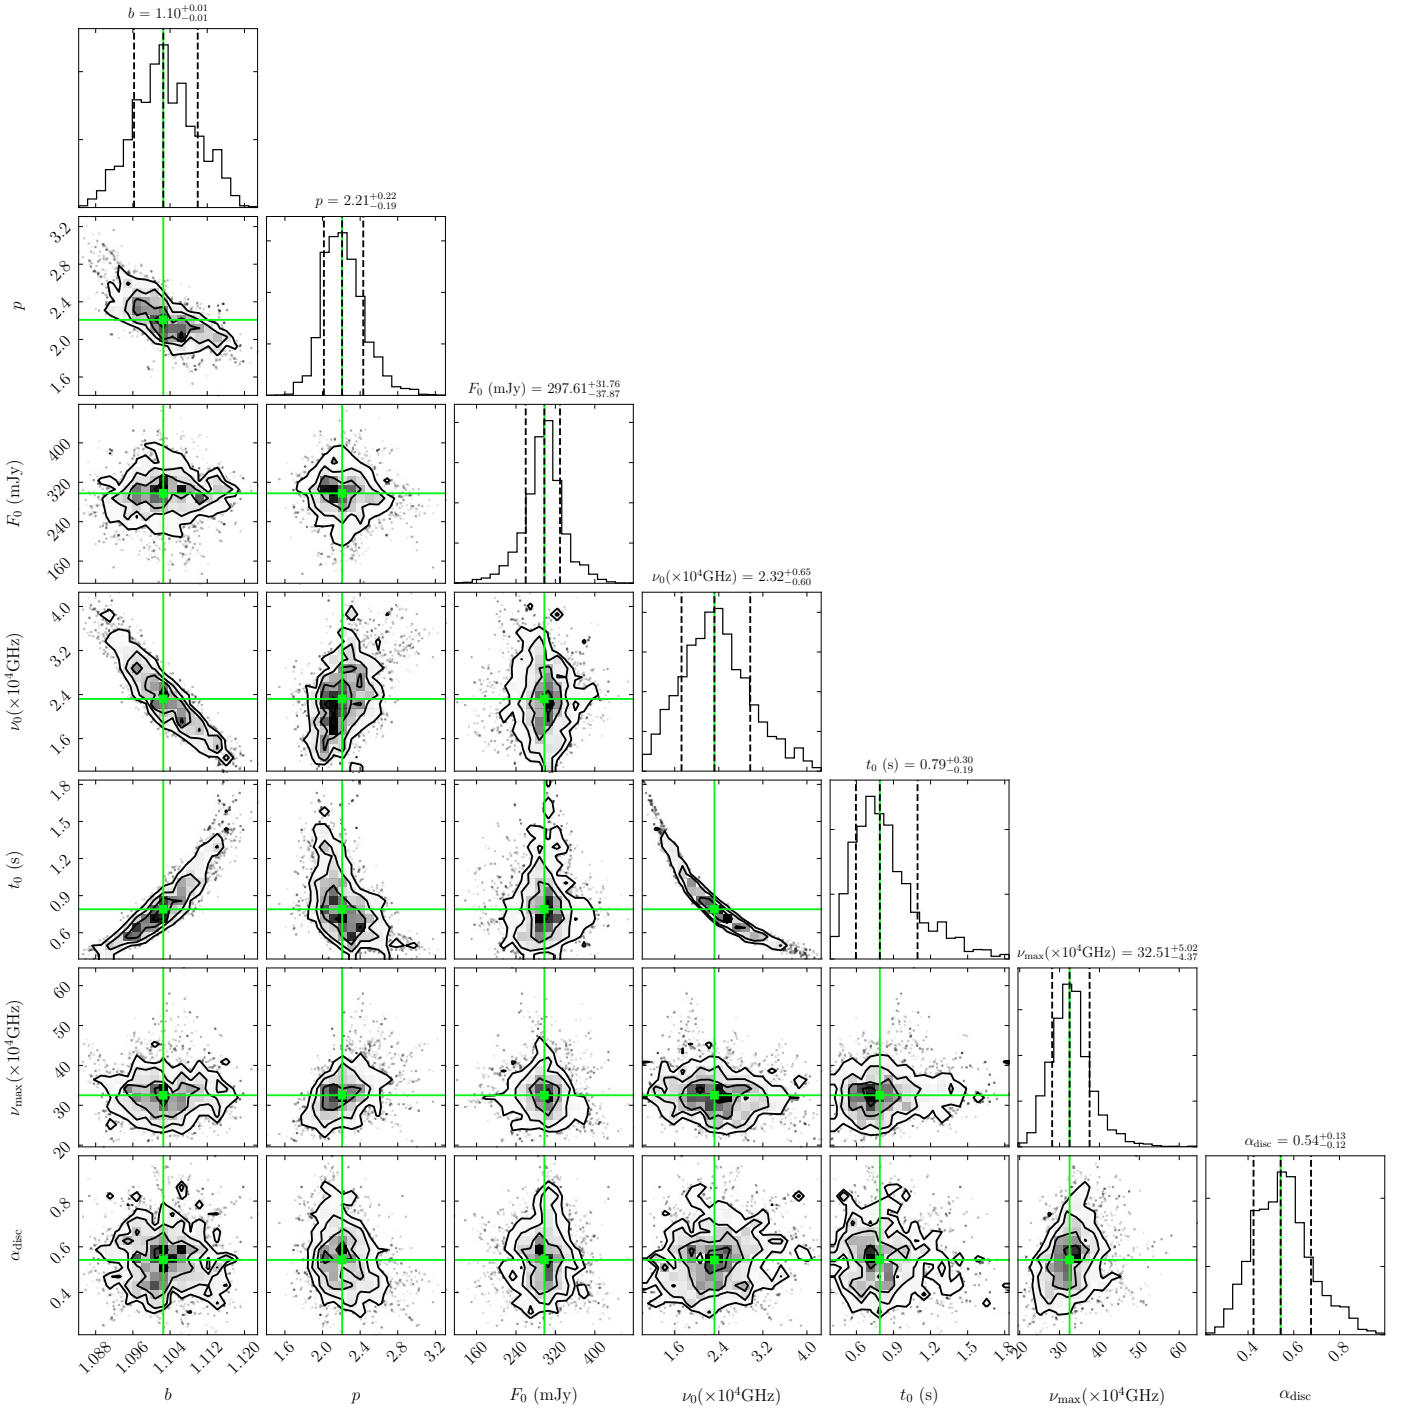 b = 1.10^{+0.01}_{-0.01}
p = 2.21^{+0.22}_{-0.19}
3.2
2.8
2.4
2.0
1.6
p
F_0 (mJy) = 297.61^{+31.76}_{-37.87}
400
320
240
160
F_0 (mJy)
ν_0(×10^4GHz) = 2.32^{+0.65}_{-0.60}
4.0
3.2
2.4
1.6
ν_0(×10^4GHz)
t_0 (s) = 0.79^{+0.30}_{-0.19}
1.8
1.5
1.2
0.9
0.6
t_0 (s)
ν_max(×10^4GHz) = 32.51^{+5.02}_{-4.37}
60
50
40
30
20
ν_max(×10^4GHz)
α_disc = 0.54^{+0.13}_{-0.12}
0.8
0.6
0.4
α_disc
1.088 1.096 1.104 1.112 1.120 1.6 2.0 2.4 2.8 3.2 160 240 320 400 1.6 2.4 3.2 4.0 0.6 0.9 1.2 1.5 1.8 20 30 40 50 60 0.4 0.6 0.8
b p F_0 (mJy) ν_0(×10^4GHz) t_0 (s) ν_max(×10^4GHz) α_disc